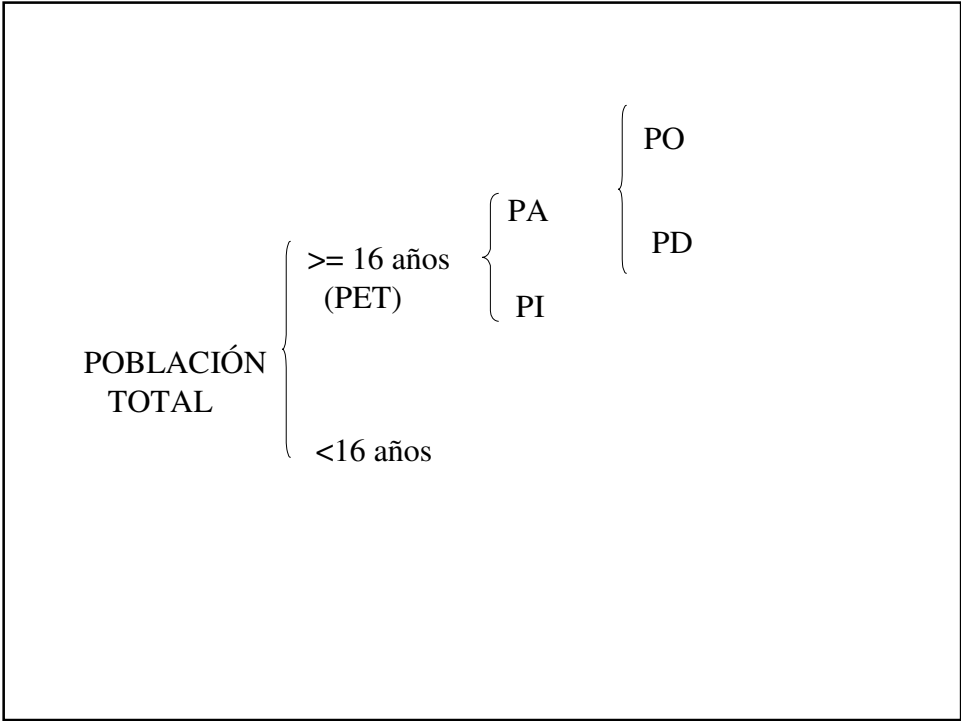 PO
PA
PD
>= 16 años
(PET)
PI
POBLACIÓN
TOTAL
<16 años